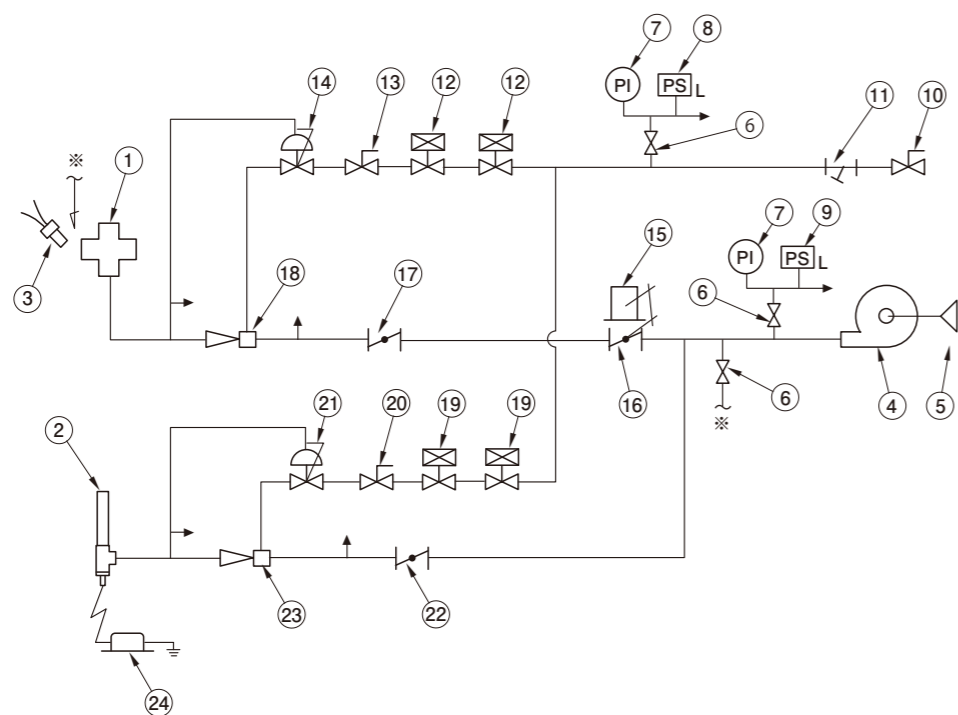 ⑦ ⑧
PI PS L
⑭ ⑬ ⑫ ⑫
⑥ ⑪ ⑩
※ ①
③
⑦ ⑨
PI PS L
⑮
⑱ ⑰
⑥
⑯ ⑥ ④ ⑤
※
② ㉑ ⑳ ⑲ ⑲
㉓ ㉒
㉔